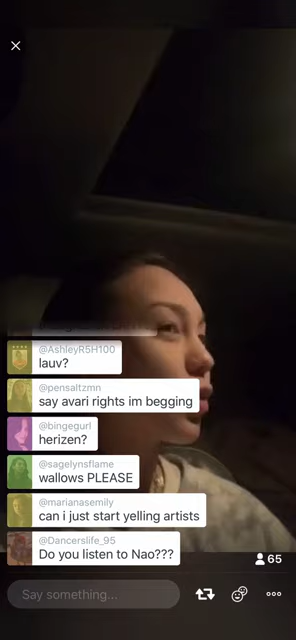 @AshleyR5H100
lauv?
@pensaltzmn
say avari rights im begging
@bingegurl
herizen?
@sagelynsflame
wallows PLEASE
@marianasemily
can i just start yelling artists
@Dancerslife_95
Do you listen to Nao???
65
Say something...